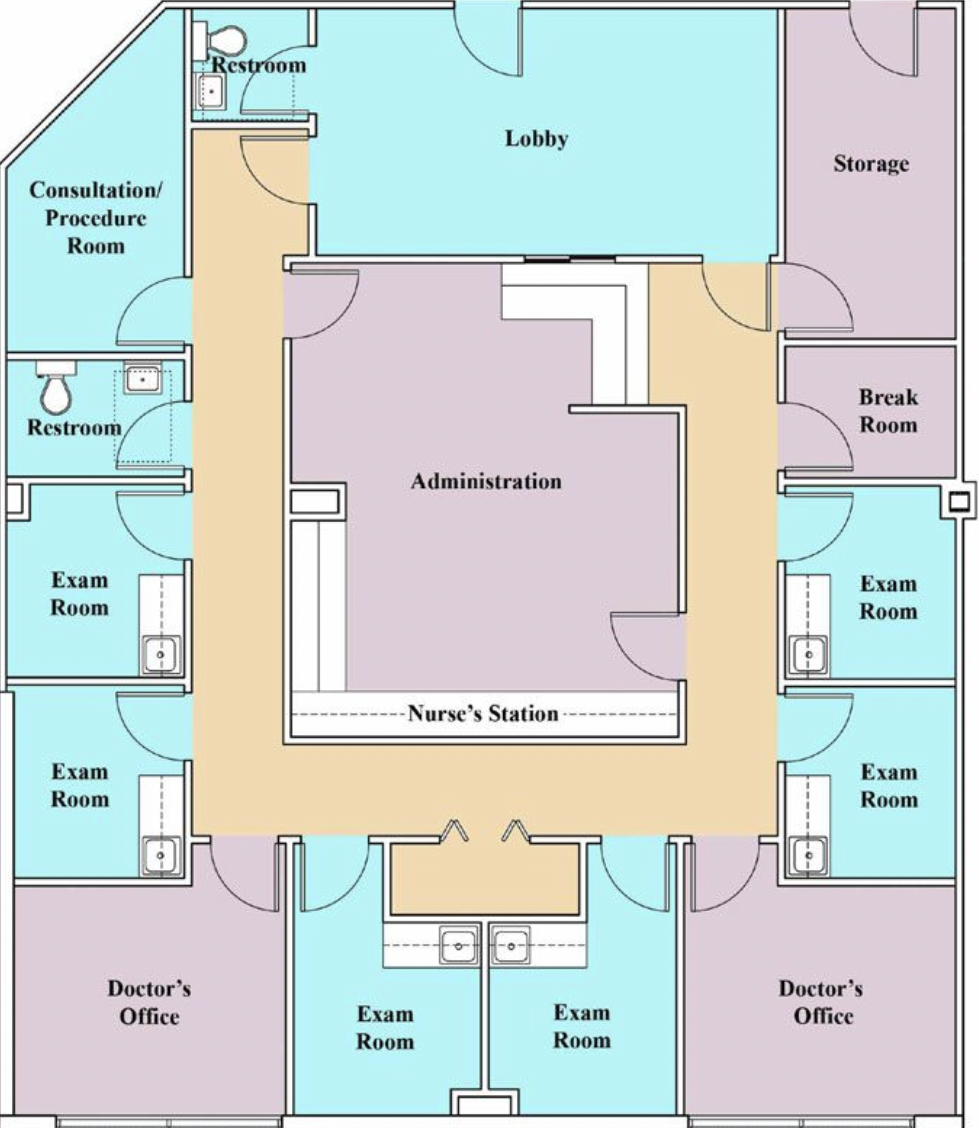 Restroom
Lobby
Storage
Consultation/
Procedure
Room
Break
Room
Restroom
Administration
Exam
Room
Exam
Room
Nurse's Station
Exam
Room
Exam
Room
Doctor's
Office
Exam
Room
Exam
Room
Doctor's
Office